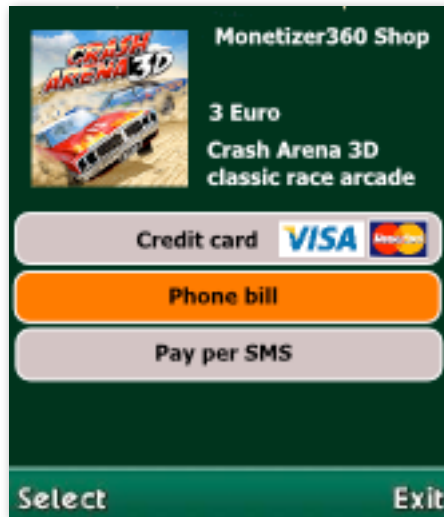 CRASH
ARENA 3D
Monetizer360 Shop
3 Euro
Crash Arena 3D
classic race arcade
Credit card VISA MasterCard
Phone bill
Pay per SMS
Select Exit